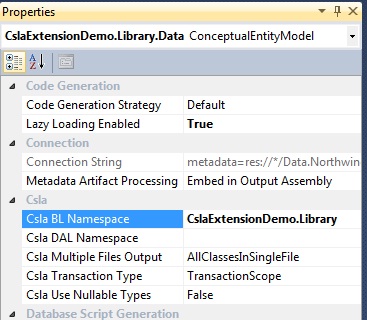 Properties
CslaExtensionDemo.Library.Data ConceptualEntityModel
Code Generation
Code Generation Strategy Default
Lazy Loading Enabled True
Connection
Connection String metadata=res://*/Data.Northwin
Metadata Artifact Processing Embed in Output Assembly
Csla
Csla BL Namespace CslaExtensionDemo.Library
Csla DAL Namespace
Csla Multiple Files Output AllClassesInSingleFile
Csla Transaction Type TransactionScope
Csla Use Nullable Types False
Database Script Generation